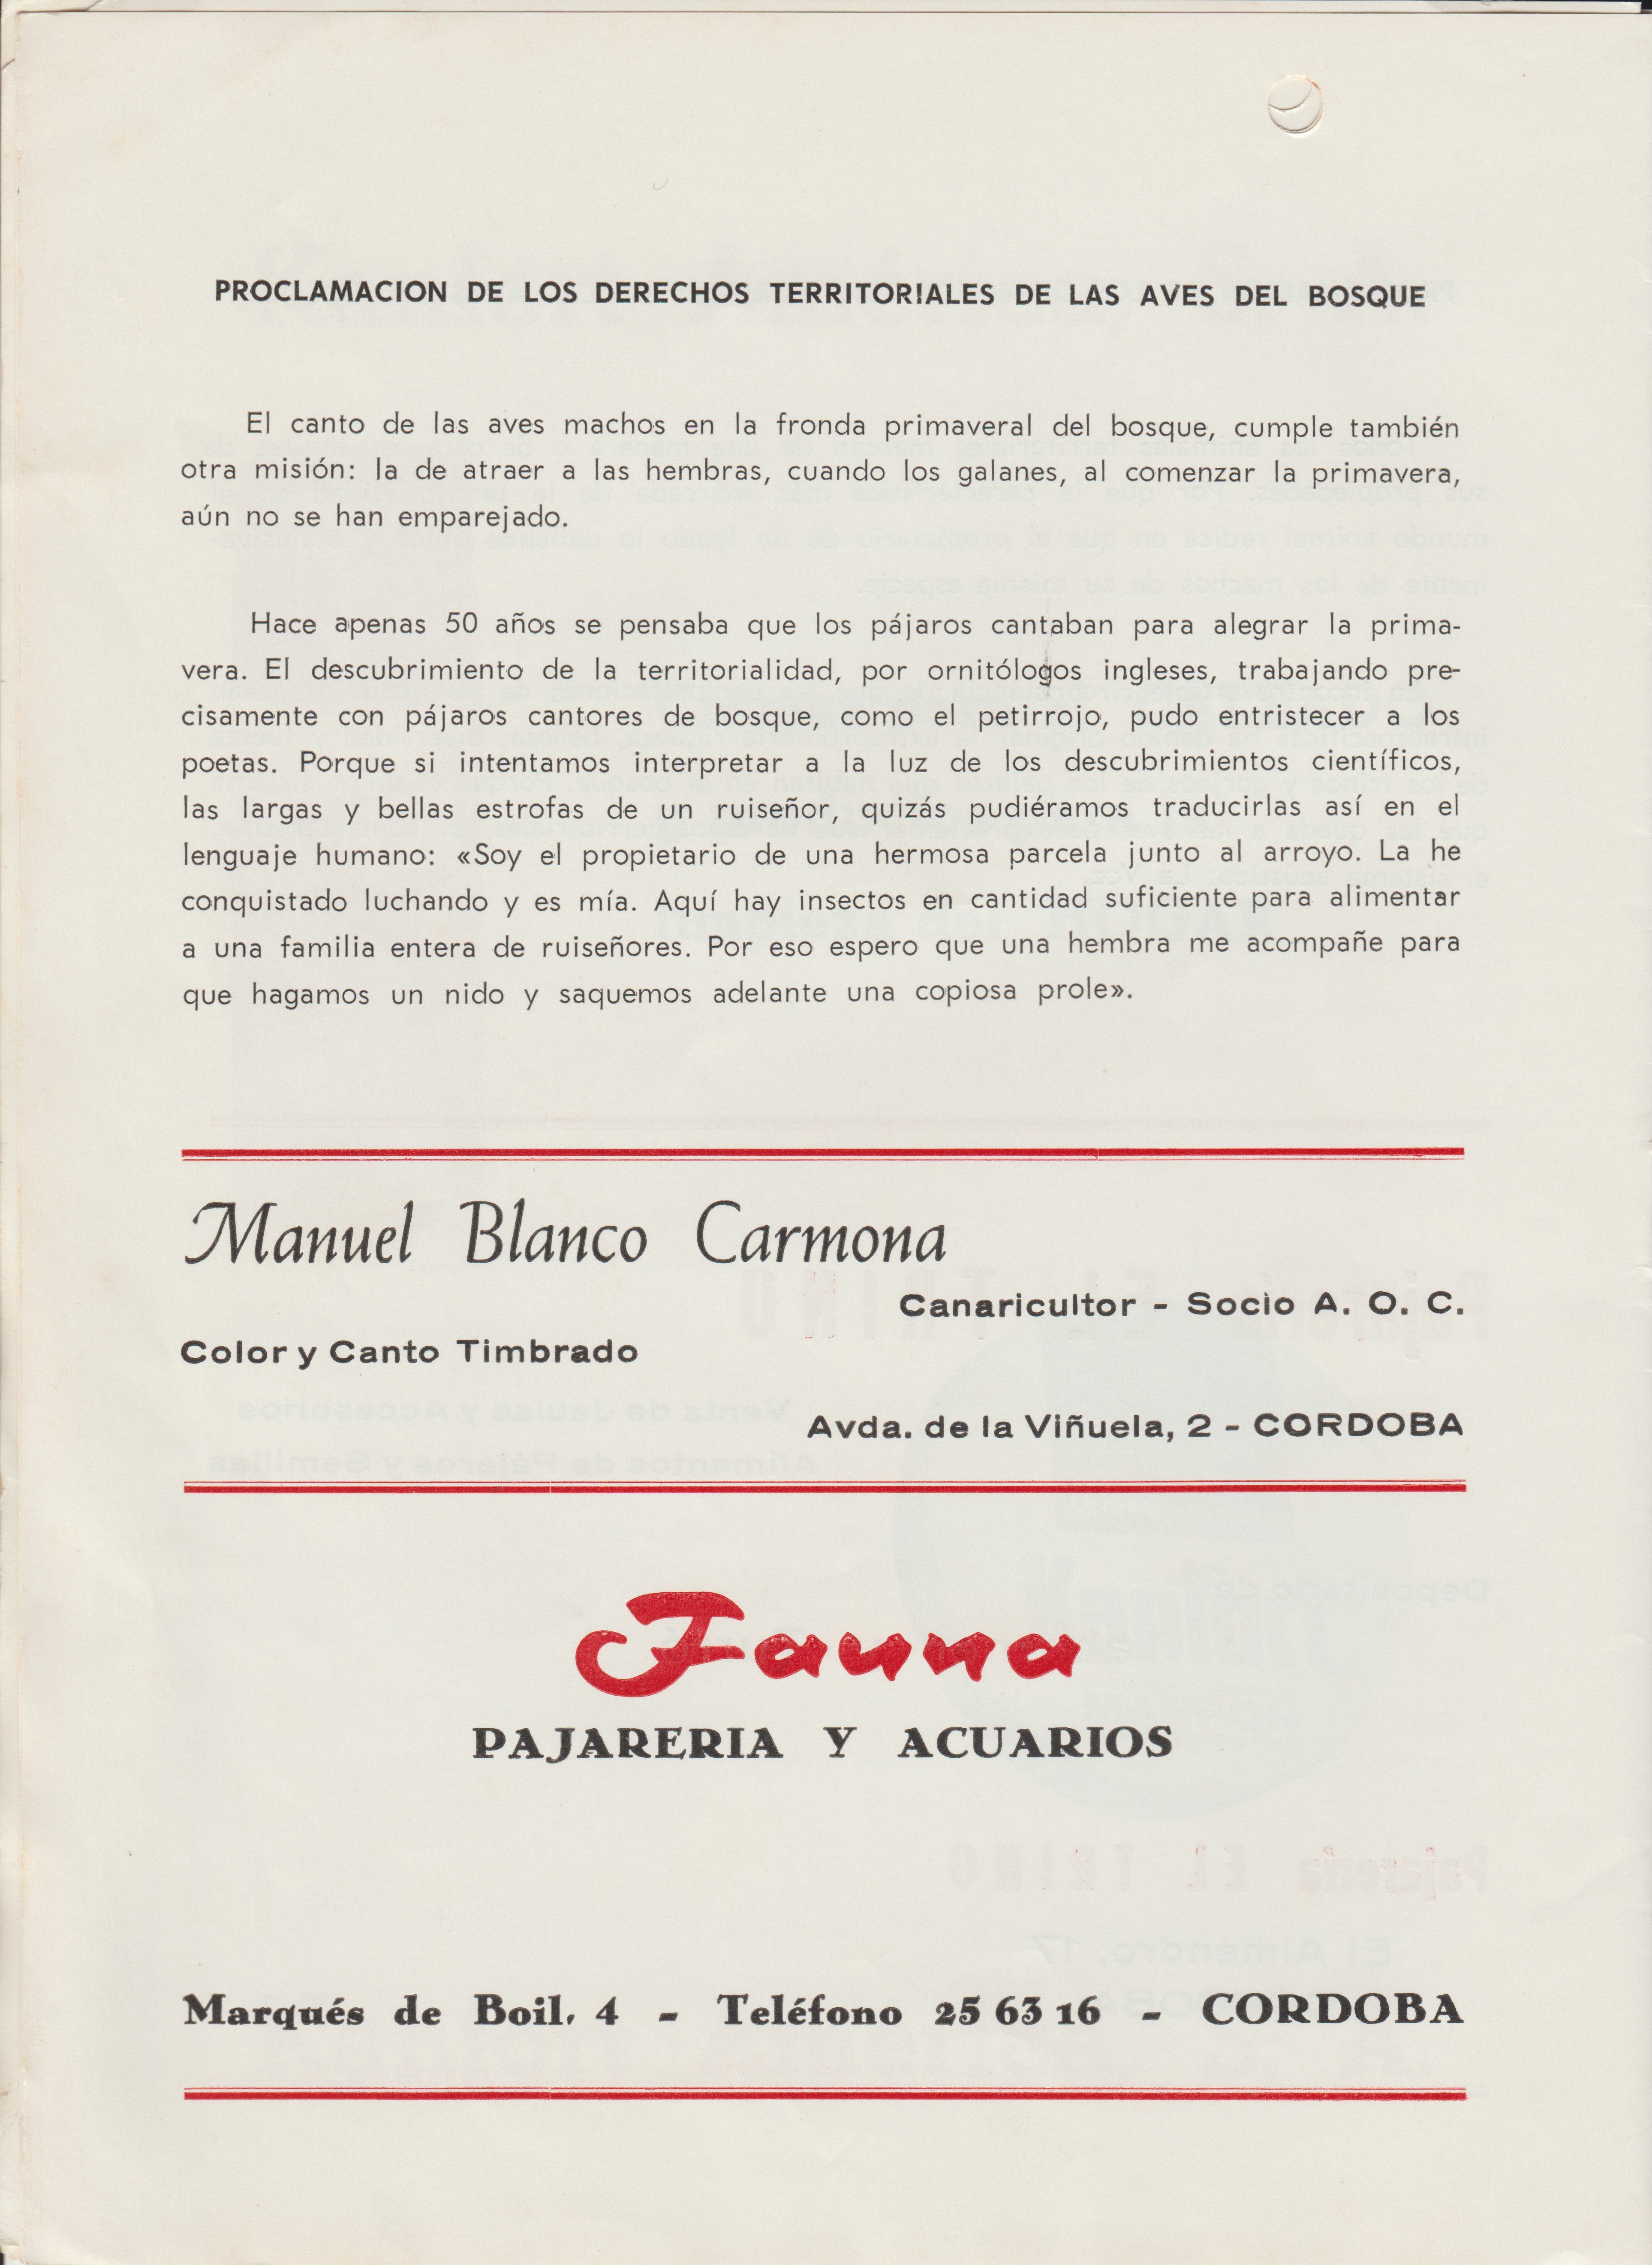 PROCLAMACION DE LOS DERECHOS TERRITORIALES DE LAS AVES DEL BOSQUE
El canto de las aves machos en la fronda primaveral del bosque, cumple también
otra misión: la de atraer a las hembras, cuando los galanes, al comenzar la primavera,
aún no se han emparejado.
Hace apenas 50 años se pensaba que los pájaros cantaban para alegrar la prima-
vera. El descubrimiento de la territorialidad, por ornitólogos ingleses, trabajando pre-
cisamente con pájaros cantores de bosque, como el petirrojo, pudo entristecer a los
poetas. Porque si intentamos interpretar a la luz de los descubrimientos científicos,
las largas y bellas estrofas de un ruiseñor, quizás pudiéramos traducirlas así en el
lenguaje humano: «Soy el propietario de una hermosa parcela junto al arroyo. La he
conquistado luchando y es mía. Aquí hay insectos en cantidad suficiente para alimentar
a una familia entera de ruiseñores. Por eso espero que una hembra me acompañe para
que hagamos un nido y saquemos adelante una copiosa prole».
Manuel Blanco Carmona
Canaricultor - Socio A. O. C.
Color y Canto Timbrado
Avda. de la Viñuela, 2 - CORDOBA
Fauna
PAJARERIA Y ACUARIOS
Marqués de Boil, 4 - Teléfono 25 63 16 - CORDOBA